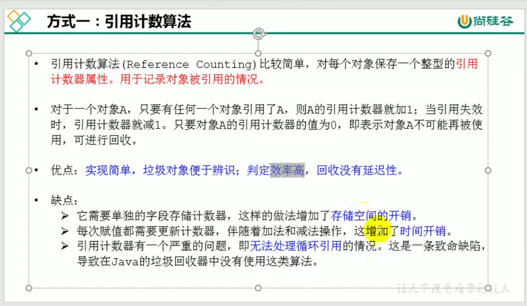 方式一：引用计数算法
尚硅谷
• 引用计数算法(Reference Counting)比较简单，对每个对象保存一个整型的引用
计数器属性。用于记录对象被引用的情况。
• 对于一个对象A，只要有任何一个对象引用了A，则A的引用计数器就加1；当引用失效
时，引用计数器就减1。只要对象A的引用计数器的值为0，即表示对象A不可能再被使
用，可进行回收。
• 优点：实现简单，垃圾对象便于辨识；判定效率高，回收没有延迟性。
• 缺点：
➢ 它需要单独的字段存储计数器，这样的做法增加了存储空间的开销。
➢ 每次赋值都需要更新计数器，伴随着加法和减法操作，这增加了时间开销。
➢ 引用计数器有一个严重的问题，即无法处理循环引用的情况。这是一条致命缺陷，
导致在Java的垃圾回收器中没有使用这类算法。
让天下没有难学的技术